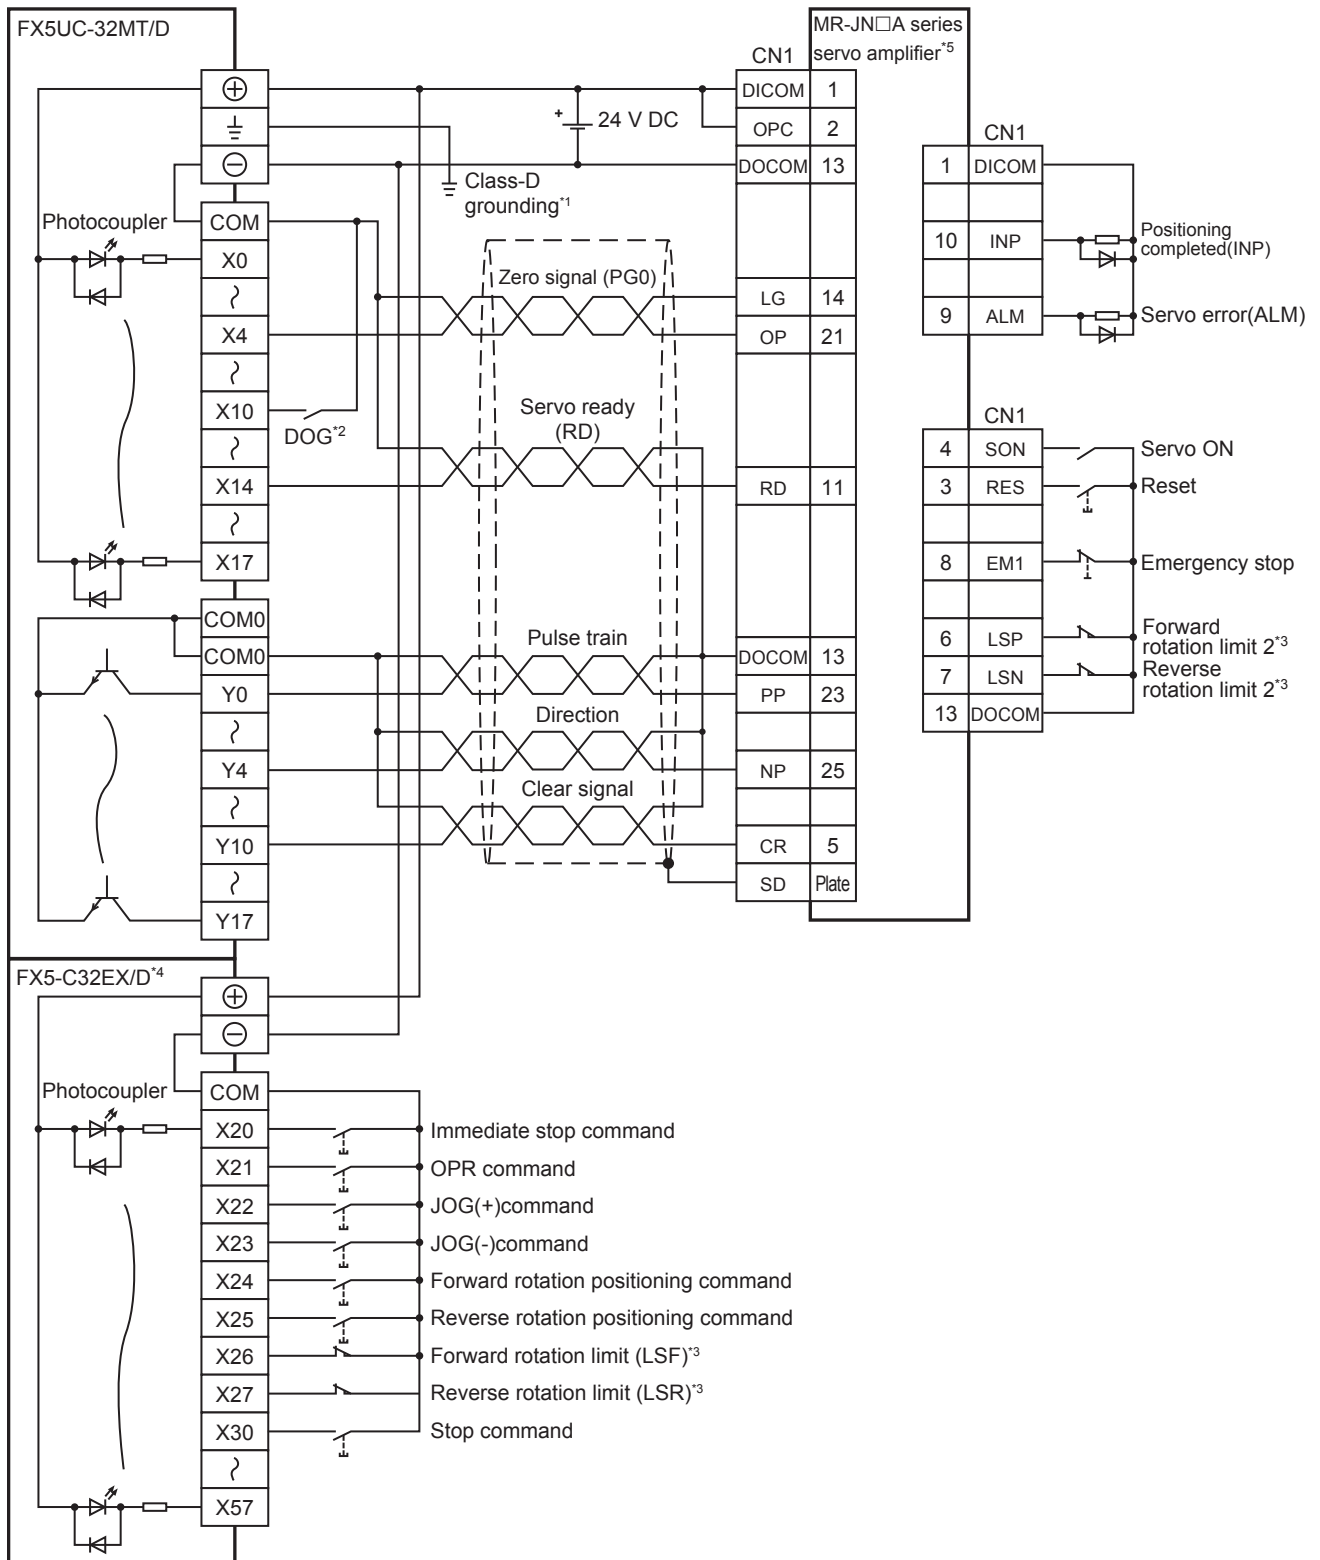 FX5UC-32MT/D
MR-JN□A series
servo amplifier*5
CN1
DICOM 1
24 V DC
OPC 2
CN1
DOCOM 13
1 DICOM
Class-D
grounding*1
Photocoupler
COM
X0
10 INP
Positioning
completed(INP)
Zero signal (PG0)
LG 14
9 ALM
Servo error(ALM)
X4
OP 21
X10
DOG*2
Servo ready
(RD)
CN1
4 SON
Servo ON
X14
RD 11
3 RES
Reset
X17
8 EM1
Emergency stop
COM0
COM0
Pulse train
DOCOM 13
6 LSP
Forward
rotation limit 2*3
Y0
PP 23
7 LSN
Reverse
rotation limit 2*3
Direction
13 DOCOM
Y4
NP 25
Clear signal
Y10
CR 5
SD Plate
Y17
FX5-C32EX/D*4
Photocoupler
COM
X20
Immediate stop command
X21
OPR command
X22
JOG(+)command
X23
JOG(-)command
X24
Forward rotation positioning command
X25
Reverse rotation positioning command
X26
Forward rotation limit (LSF)*3
X27
Reverse rotation limit (LSR)*3
X30
Stop command
X57